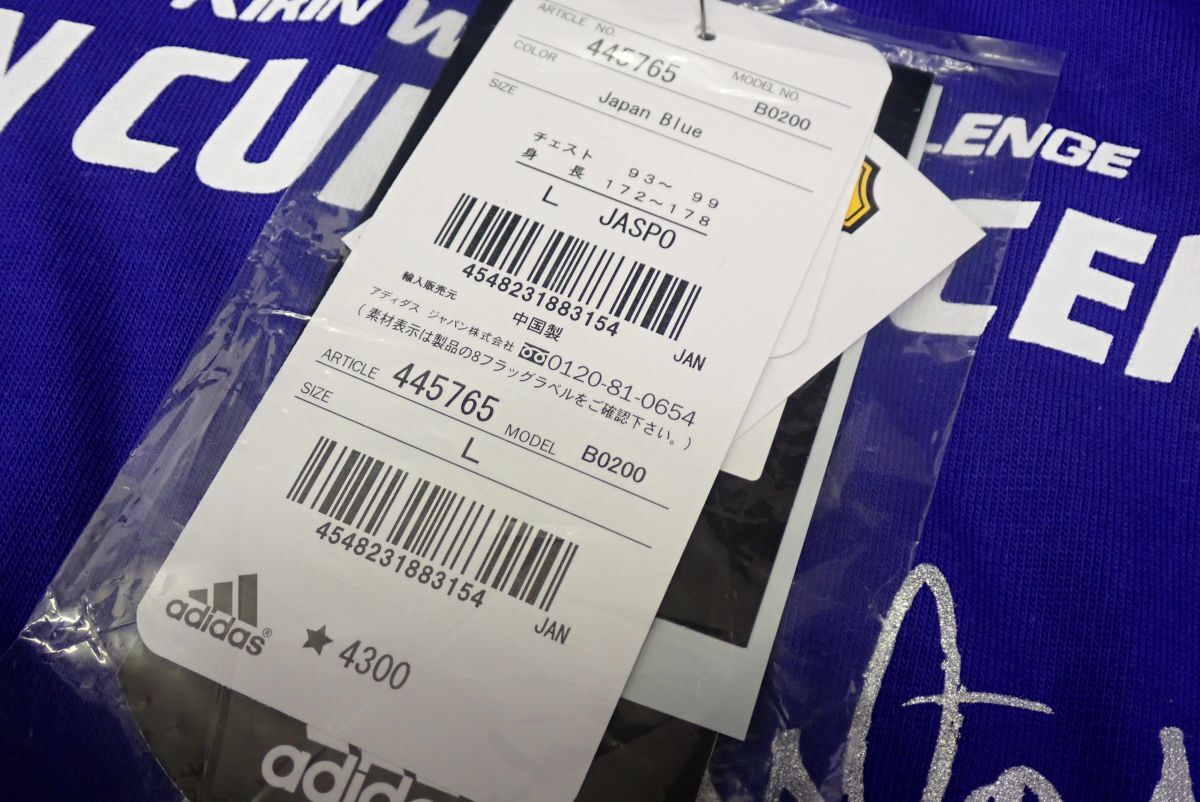 KIRIN
CU
LLENGE
CE
ARTICLE NO.
445765
MODEL NO.
COLOR
B0200
SIZE
Japan Blue
チェスト 93～ 99
身 長 172～178
L JASPO
4548231883154
JAN
輸入販売元
中国製
アディダス ジャパン株式会社 0120-81-0654
(素材表示は製品の8フラッグラベルをご確認下さい。)
ARTICLE 445765 MODEL B0200
SIZE L
4548231883154
JAN
adidas®
★ 4300
adidas